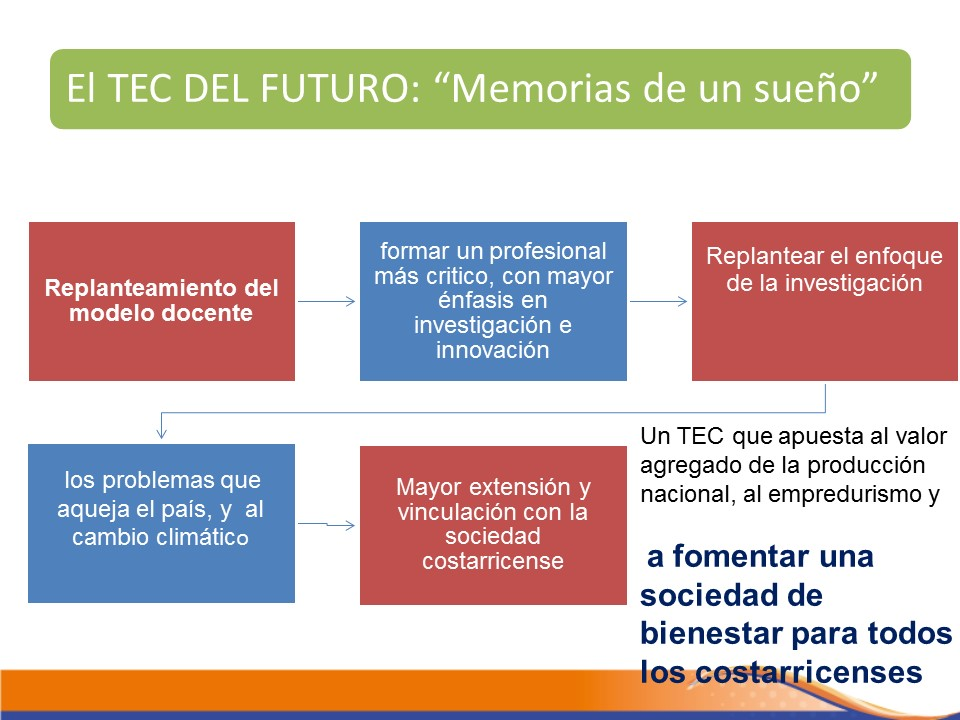 El TEC DEL FUTURO: “Memorias de un sueño”
Replanteamiento del
modelo docente
formar un profesional
más critico, con mayor
énfasis en
investigación e
innovación
Replantear el enfoque
de la investigación
los problemas que
aqueja el país, y al
cambio climático
Mayor extensión y
vinculación con la
sociedad
costarricense
Un TEC que apuesta al valor
agregado de la producción
nacional, al empredurismo y
a fomentar una
sociedad de
bienestar para todos
los costarricenses